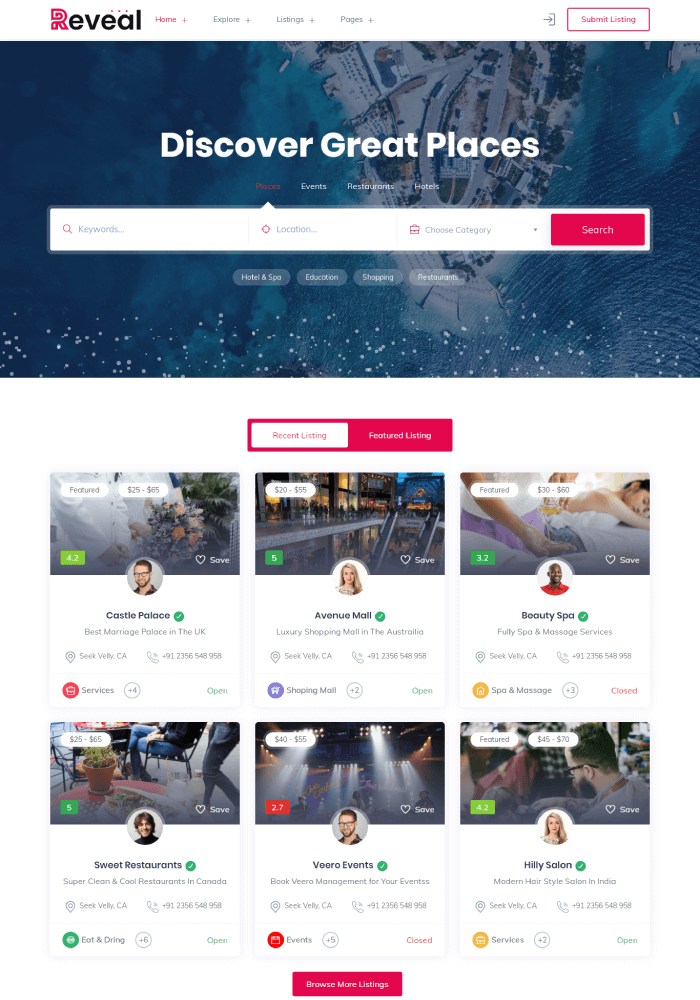 Reveal
Home + Explore + Listings + Pages + Submit Listing
Discover Great Places
Places Events Restaurants Hotels
Keywords... Location... Choose Category Search
Hotel & Spa Education Shopping Restaurants
Recent Listing Featured Listing
Featured $25 - $65
4.2 Save
Castle Palace
Best Marriage Palace in The UK
Seek Velly, CA +91 2356 548 958
Services +4 Open
$20 - $55
5 Save
Avenue Mall
Luxury Shopping Mall in The Austrailia
Seek Velly, CA +91 2356 548 958
Shoping Mall +2 Open
Featured $30 - $60
3.2 Save
Beauty Spa
Fully Spa & Massage Services
Seek Velly, CA +91 2356 548 958
Spa & Massage +3 Closed
$25 - $65
5 Save
Sweet Restaurants
Super Clean & Cool Restaurants In Canada
Seek Velly, CA +91 2356 548 958
Eat & Dring +6 Open
$40 - $55
2.7 Save
Veero Events
Book Veero Management for Your Eventss
Seek Velly, CA +91 2356 548 958
Events +5 Closed
Featured $45 - $70
4.2 Save
Hilly Salon
Modern Hair Style Salon In India
Seek Velly, CA +91 2356 548 958
Services +2 Open
Browse More Listings